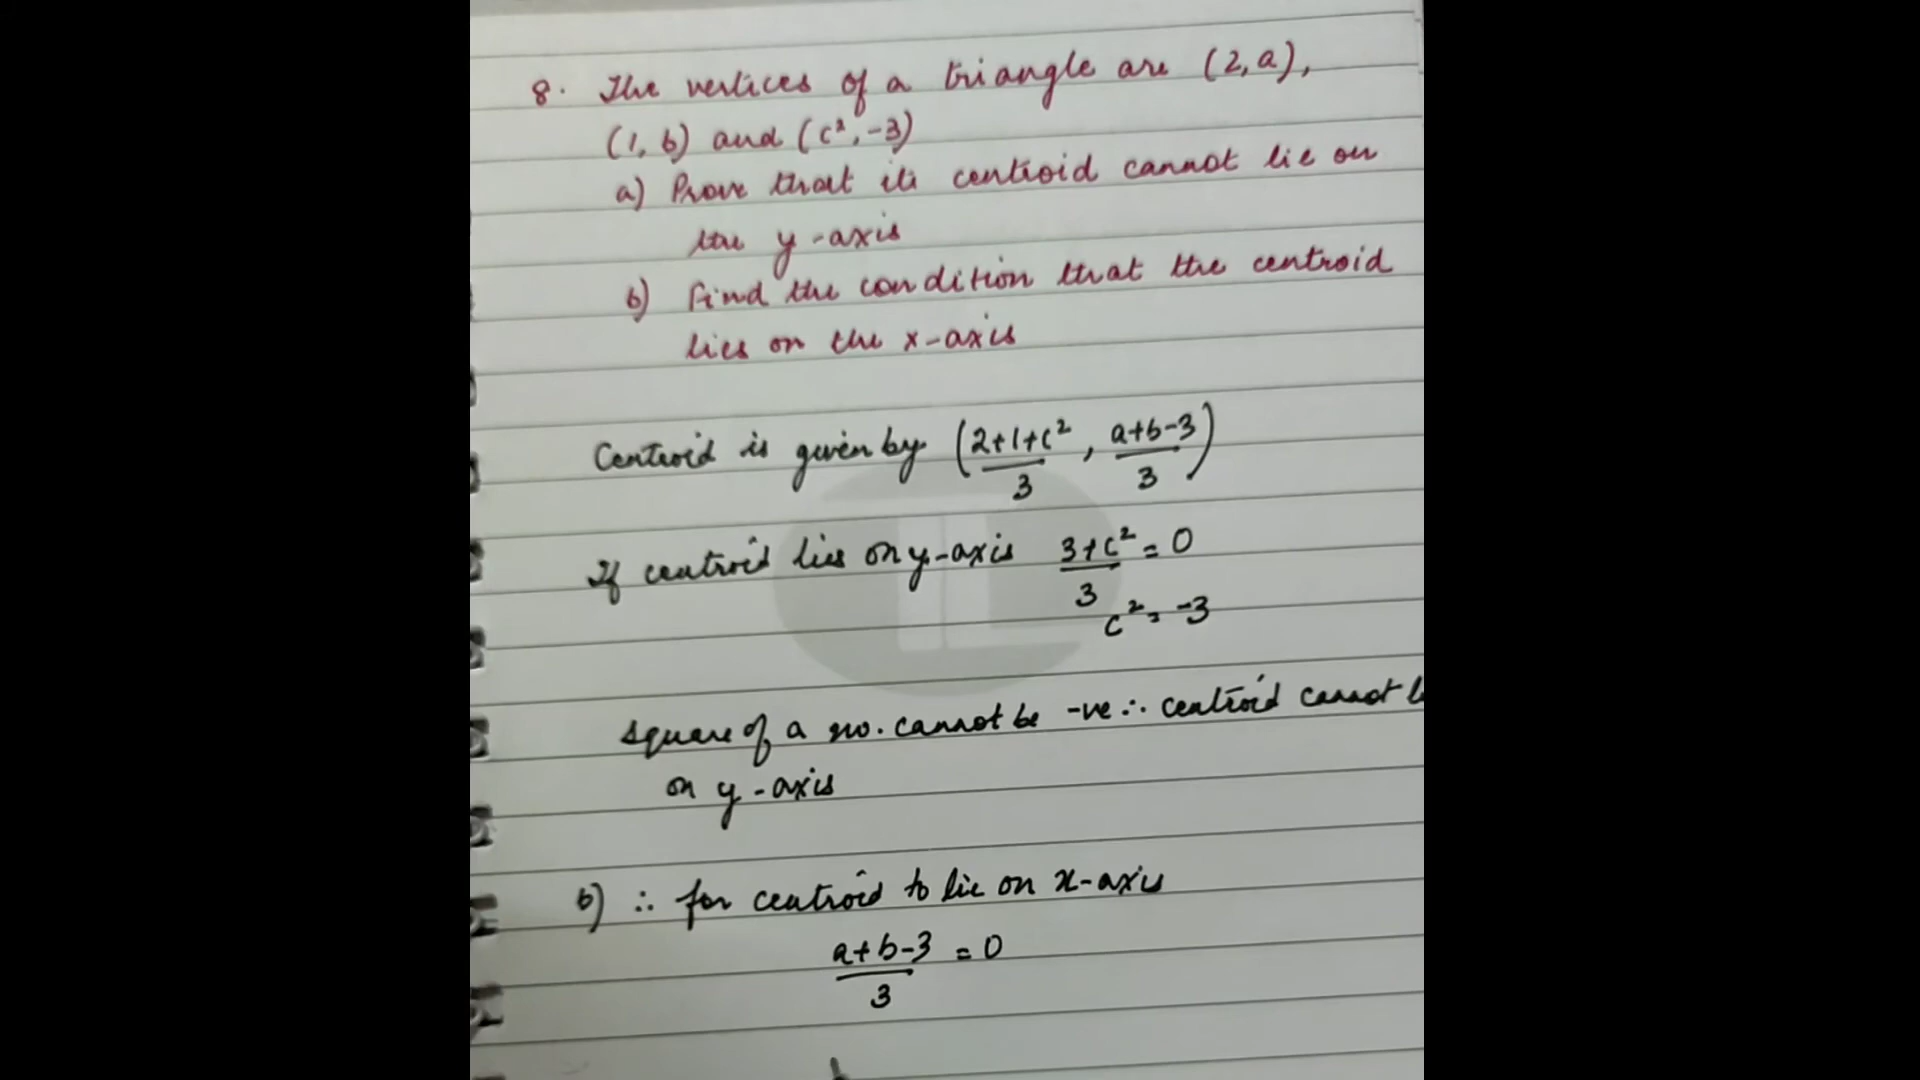 8. The vertices of a triangle are (2, a),
(1, b) and (c², -3)
a) Prove that its centroid cannot lie on
the y-axis
b) Find the condition that the centroid
lies on the x-axis
Centroid is given by (2+1+c²/3, a+b-3/3)
If centroid lies on y-axis 3+c²/3 = 0
c² = -3
square of a no. cannot be -ve ∴ centroid cannot
on y-axis
b) ∴ for centroid to lie on x-axis
a+b-3/3 = 0